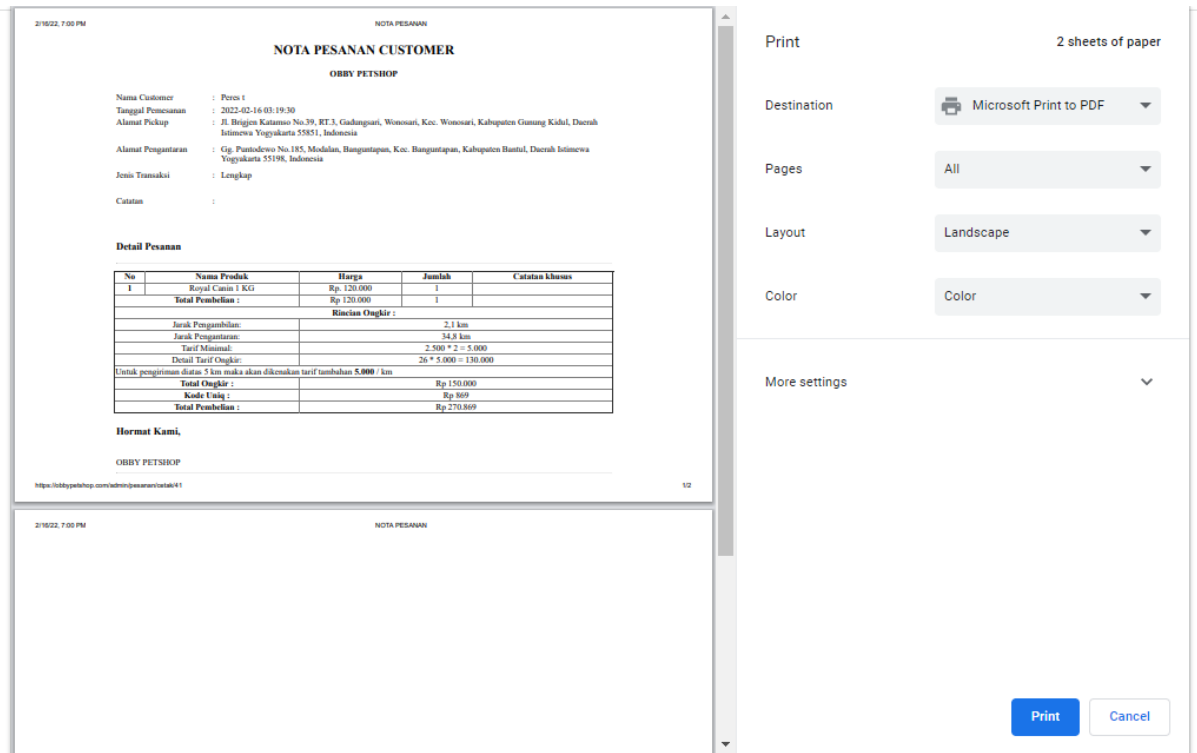 2/16/22, 7:00 PM NOTA PESANAN
NOTA PESANAN CUSTOMER
OBBY PETSHOP
Nama Customer : Peres t
Tanggal Pemesanan : 2022-02-16 03:19:30
Alamat Pickup : Jl. Brigjen Katamso No.39, RT.3, Gadungsari, Wonosari, Kec. Wonosari, Kabupaten Gunung Kidul, Daerah
Istimewa Yogyakarta 55851, Indonesia
Alamat Pengantaran : Gg. Puntodewo No.185, Modalan, Banguntapan, Kec. Banguntapan, Kabupaten Bantul, Daerah Istimewa
Yogyakarta 55198, Indonesia
Jenis Transaksi : Lengkap
Catatan :
Detail Pesanan
No Nama Produk Harga Jumlah Catatan khusus
1 Royal Canin 1 KG Rp. 120.000 1
Total Pembelian : Rp 120.000 1
Rincian Ongkir :
Jarak Pengambilan: 2,1 km
Jarak Pengantaran: 34,8 km
Tarif Minimal: 2.500 * 2 = 5.000
Detail Tarif Ongkir: 26 * 5.000 = 130.000
Untuk pengiriman diatas 5 km maka akan dikenakan tarif tambahan 5.000 / km
Total Ongkir : Rp 150.000
Kode Uniq : Rp 869
Total Pembelian : Rp 270.869
Hormat Kami,
OBBY PETSHOP
https://obbypetshop.com/admin/pesanan/cetak/41 1/2
2/16/22, 7:00 PM NOTA PESANAN
Print 2 sheets of paper
Destination Microsoft Print to PDF
Pages All
Layout Landscape
Color Color
More settings
Print Cancel